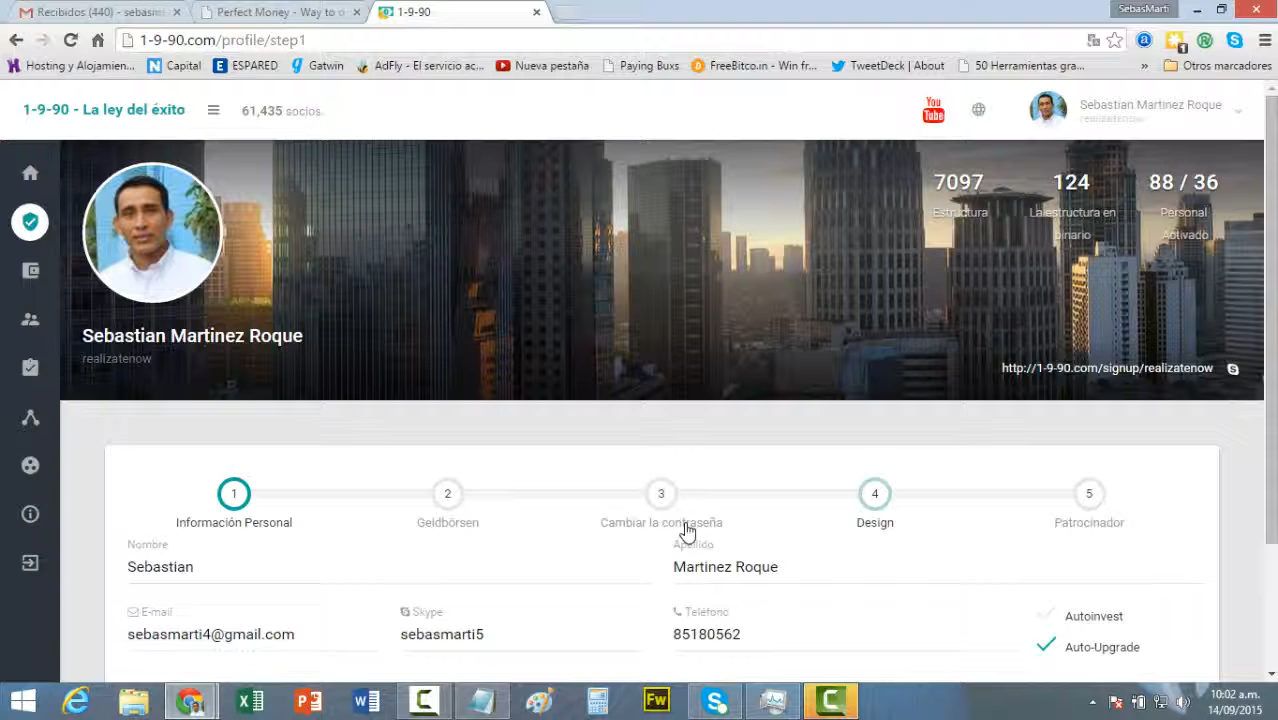 Recibidos (440) - sebasm
Perfect Money - Way to o
1-9-90
SebasMarti
1-9-90.com/profile/step1
Hosting y Alojamien...
Capital
ESPARED
Gatwin
AdFly - El servicio ac...
Nueva pestaña
Paying Buxs
FreeBitco.in - Win fr...
TweetDeck | About
50 Herramientas gra...
»
Otros marcadores
1-9-90 - La ley del éxito
61,435 socios.
You
Tube
Sebastian Martinez Roque
realizatenow
7097
124
88 / 36
Estructura
La estructura en
binario
Personal
Activado
Sebastian Martinez Roque
realizatenow
http://1-9-90.com/signup/realizatenow
1
2
3
4
5
Información Personal
Geldbörsen
Cambiar la contraseña
Design
Patrocinador
Nombre
Apellido
Sebastian
Martinez Roque
E-mail
Skype
Teléfono
Autoinvest
sebasmarti4@gmail.com
sebasmarti5
85180562
Auto-Upgrade
Fw
10:02 a.m.
14/09/2015